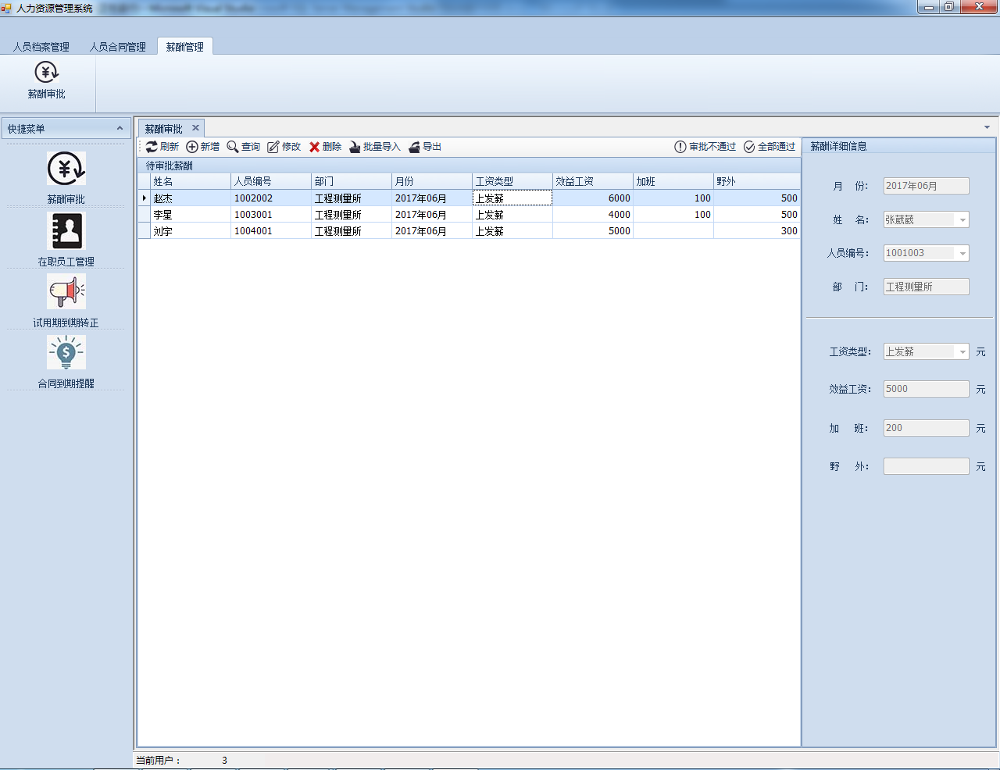 人力资源管理系统
人员档案管理 人员合同管理 薪酬管理
薪酬审批
快捷菜单
薪酬审批
在职员工管理
试用期到期转正
合同到期提醒
薪酬审批
刷新 新增 查询 修改 删除 批量导入 导出 审批不通过 全部通过
待审批薪酬
姓名 人员编号 部门 月份 工资类型 效益工资 加班 野外
赵杰 1002002 工程测量所 2017年06月 上发薪 6000 100 500
李星 1003001 工程测量所 2017年06月 上发薪 4000 100 500
刘宇 1004001 工程测量所 2017年06月 上发薪 5000 300
薪酬详细信息
月 份: 2017年06月
姓 名: 张葳葳
人员编号: 1001003
部 门: 工程测量所
工资类型: 上发薪 元
效益工资: 5000 元
加 班: 200 元
野 外: 元
当前用户: 3